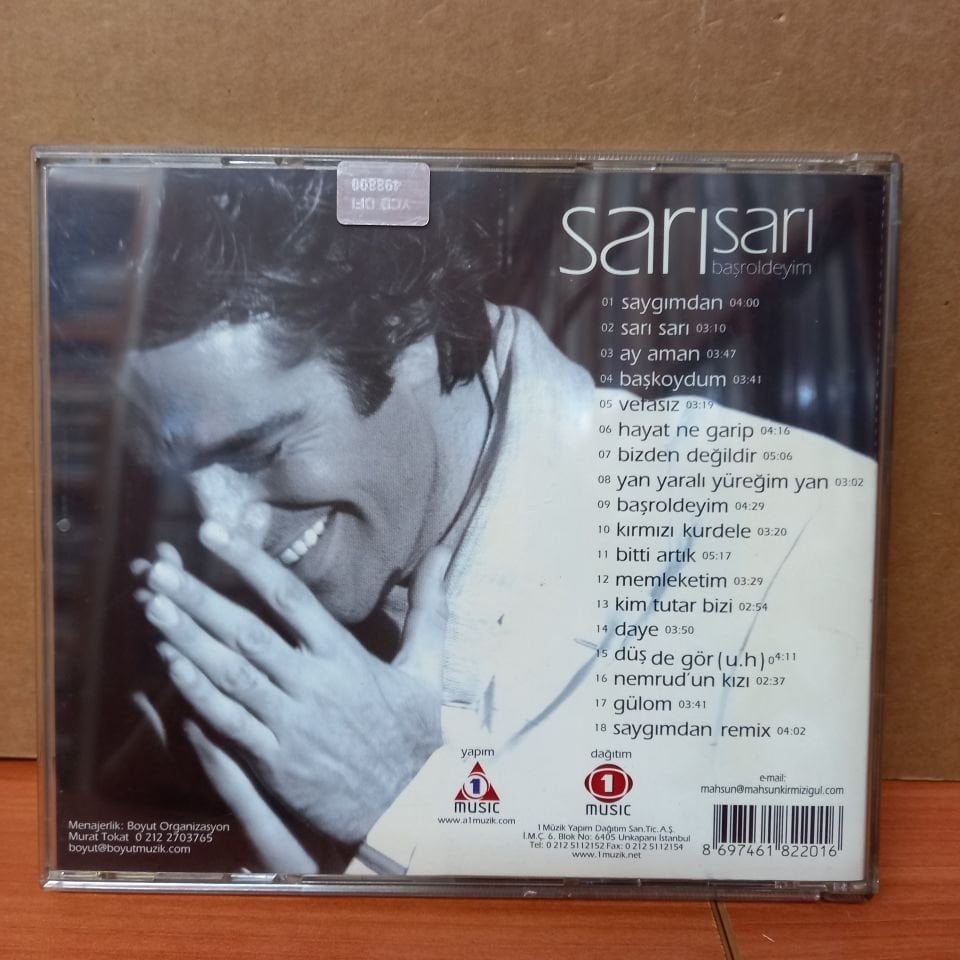 498800
YCD DFI
sarısarı
başroldeyim
01 saygımdan 04:00
02 sarı sarı 03:10
03 ay aman 03:47
04 başkoydum 03:41
05 vefasız 03:19
06 hayat ne garip 04:16
07 bizden değildir 05:06
08 yan yaralı yüreğim yan 03:02
09 başroldeyim 04:29
10 kırmızı kurdele 03:20
11 bitti artık 05:17
12 memleketim 03:29
13 kim tutar bizi 02:54
14 daye 03:50
15 düş de gör (u.h) 04:11
16 nemrud'un kızı 02:37
17 gülom 03:41
18 saygımdan remix 04:02
yapım
1
MUSIC
www.a1muzik.com
dağıtım
1
MUSIC
1 Müzik Yapım Dağıtım San.Tic.A.Ş.
İ.M.Ç. 6. Blok No: 6405 Unkapanı İstanbul
Tel: 0 212 5112152 Fax: 0 212 5112154
www.1muzik.net
e-mail:
mahsun@mahsunkirmizigul.com
8 697461 822016
Menajerlik: Boyut Organizasyon
Murat Tokat 0 212 2703765
boyut@boyutmuzik.com